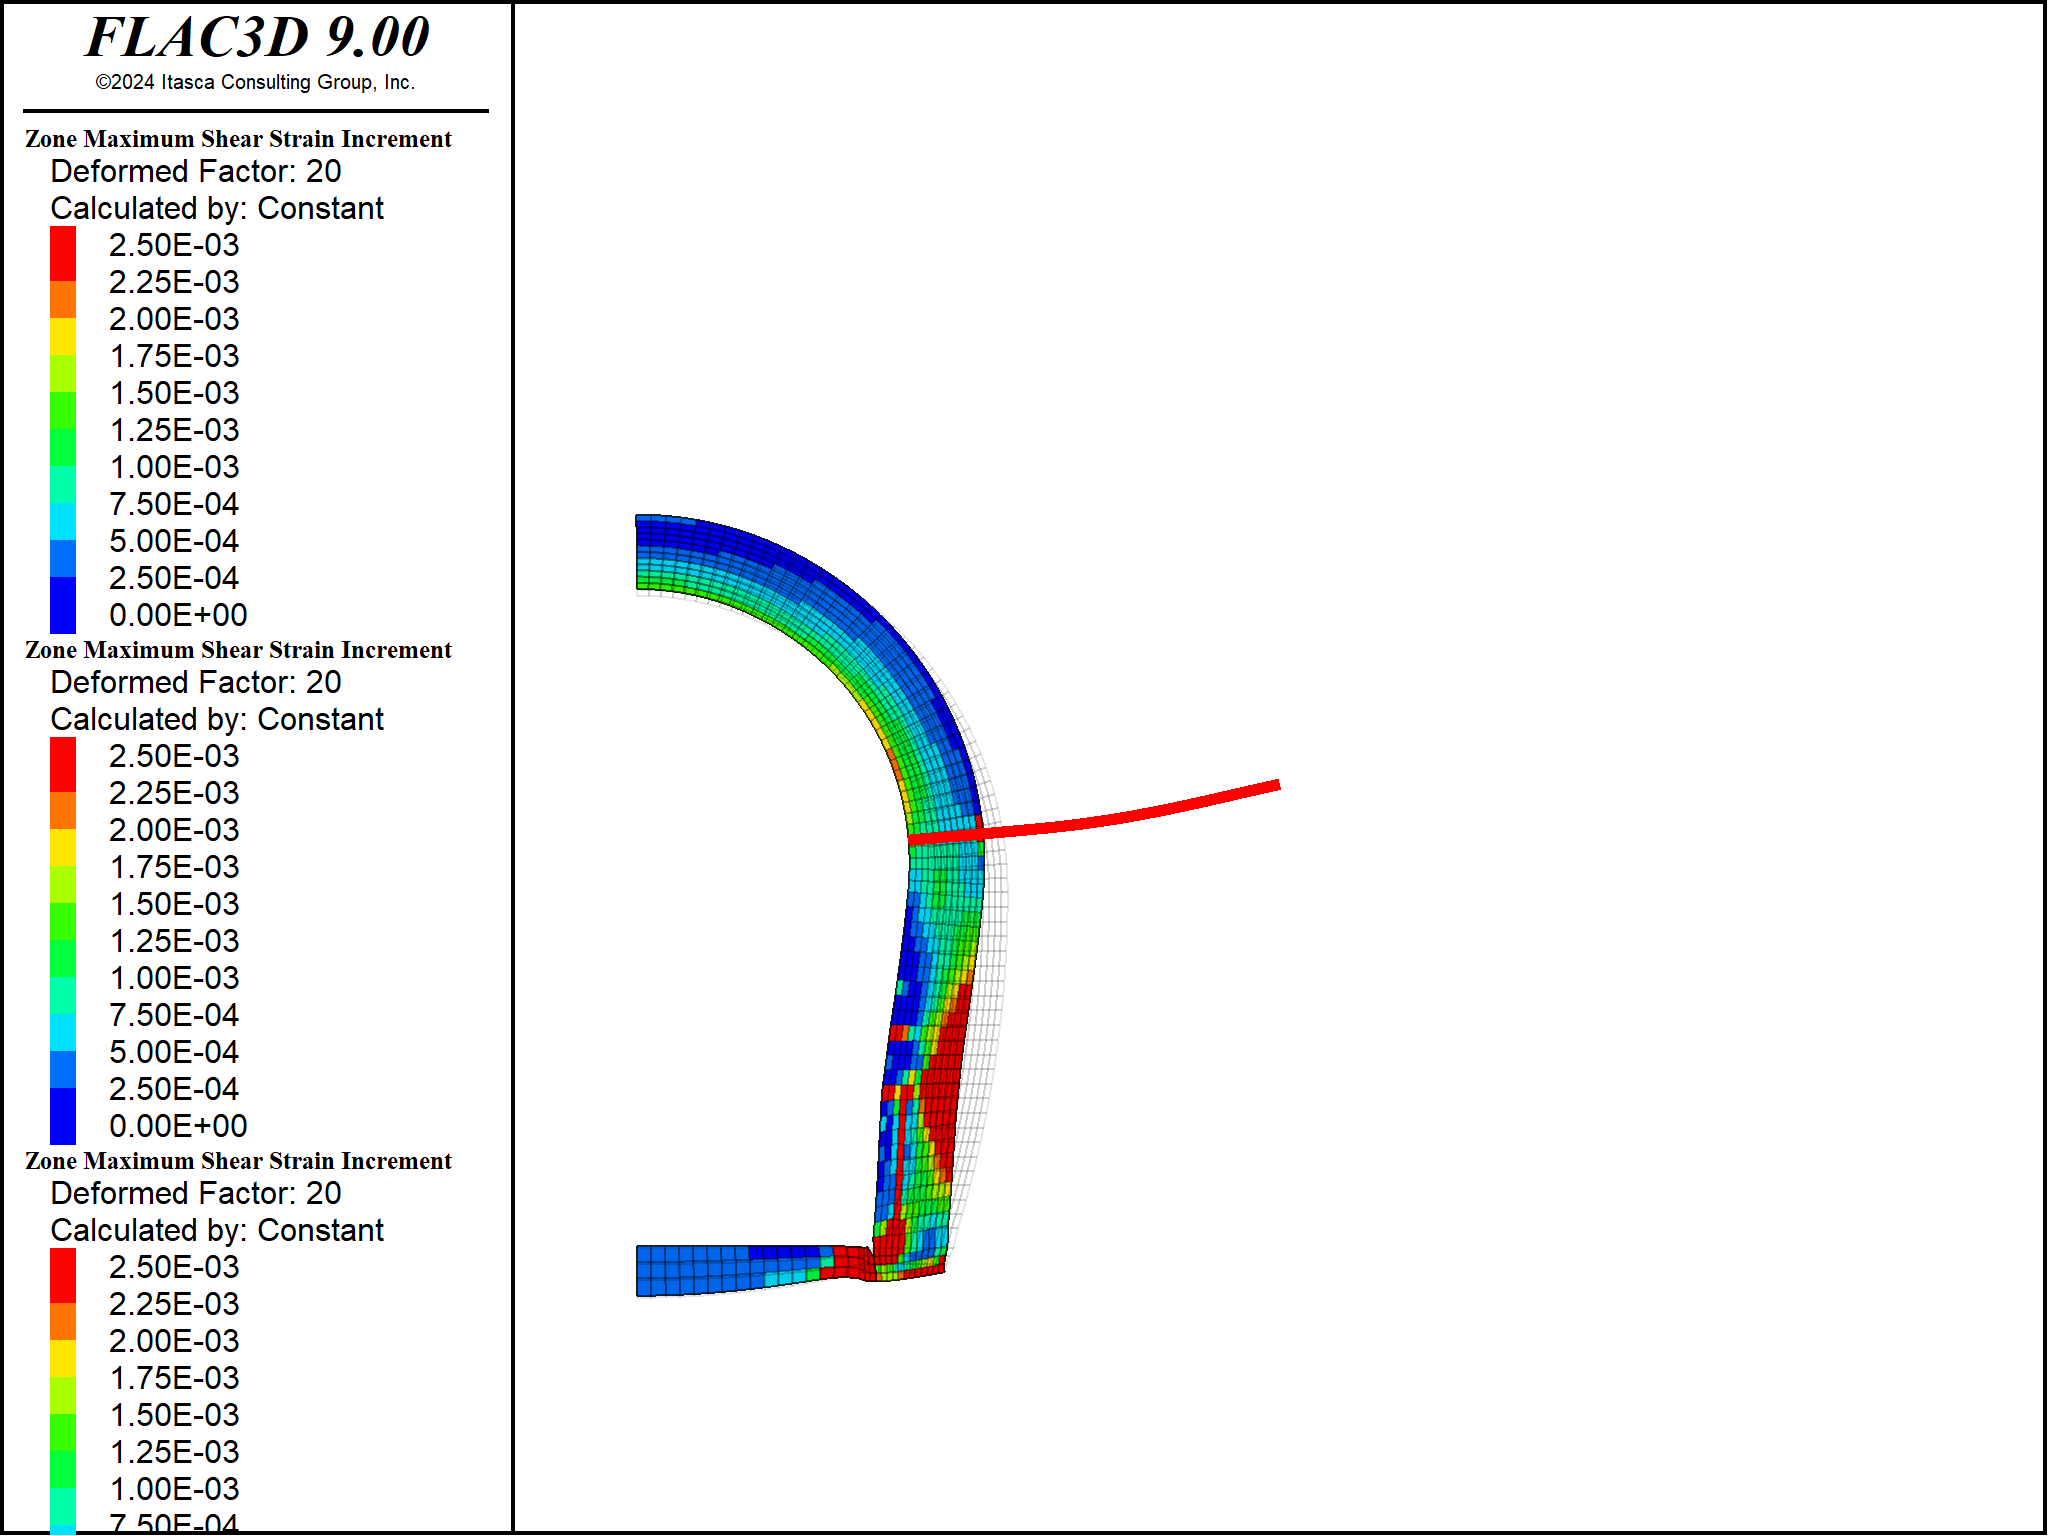 FLAC3D 9.00
©2024 Itasca Consulting Group, Inc.
Zone Maximum Shear Strain Increment
Deformed Factor: 20
Calculated by: Constant
2.50E-03
2.25E-03
2.00E-03
1.75E-03
1.50E-03
1.25E-03
1.00E-03
7.50E-04
5.00E-04
2.50E-04
0.00E+00
Zone Maximum Shear Strain Increment
Deformed Factor: 20
Calculated by: Constant
2.50E-03
2.25E-03
2.00E-03
1.75E-03
1.50E-03
1.25E-03
1.00E-03
7.50E-04
5.00E-04
2.50E-04
0.00E+00
Zone Maximum Shear Strain Increment
Deformed Factor: 20
Calculated by: Constant
2.50E-03
2.25E-03
2.00E-03
1.75E-03
1.50E-03
1.25E-03
1.00E-03
7.50E-04